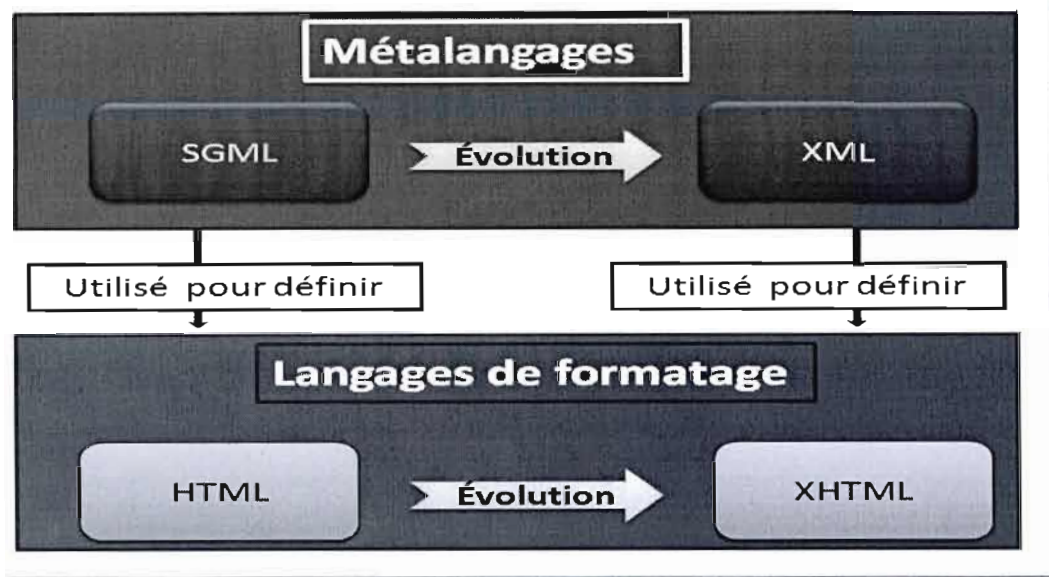 Métalangages
SGML
Évolution
XML
Utilisé pour définir
Utilisé pour définir
Langages de formatage
HTML
Évolution
XHTML